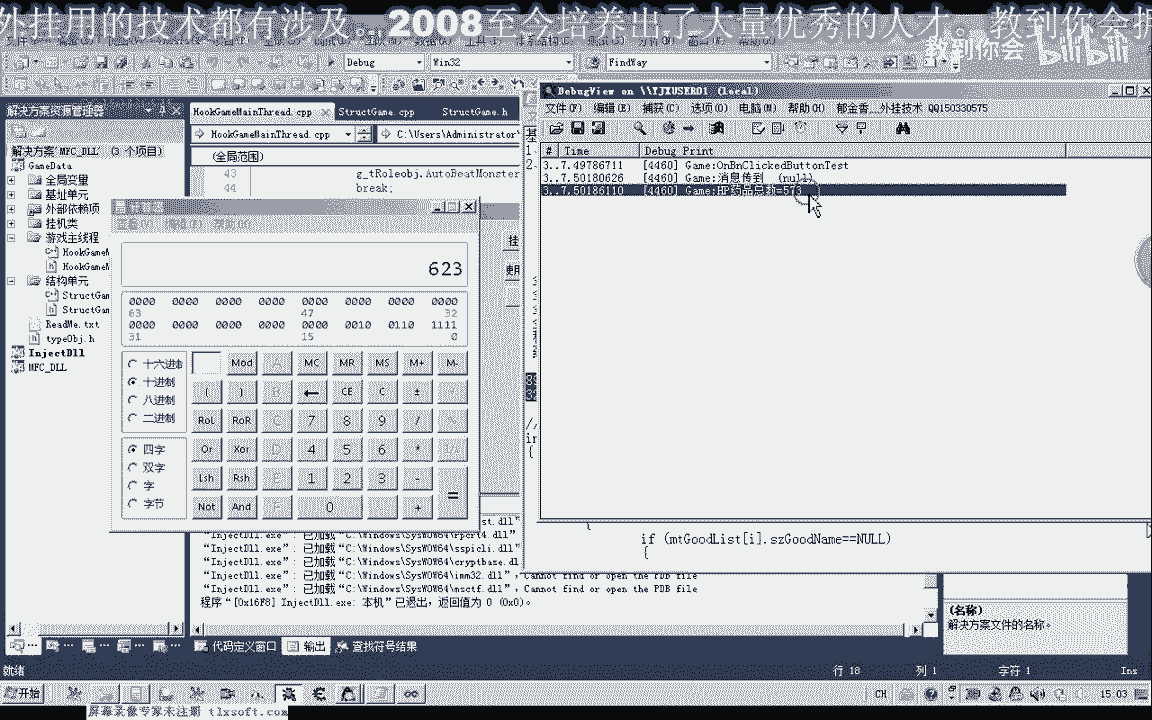 外挂用的技术都有涉及。,2008至今培养出了大量优秀的人才。教到你会
教到你会 bilibili
Debug Win32 FindWay
解决方案资源管理器
解决方案"MFC_DLL" (3 个项目)
GameData
全局变量
基址单元
外部依赖项
挂机类
游戏主线程
HookGameM
HookGameM
结构单元
StructGam
StructGam
ReadMe.txt
typeObj.h
InjectDll
MFC_DLL
HookGameMainThread.cpp StructGame.cpp StructGame.h
HookGameMainThread.cpp C:\Users\Administrator\
(全局范围)
43 g_tRoleobj.AutoBeatMonster
44 break;
DebugView on \\YJXUSER01 (local)
文件(F) 编辑(E) 捕获(C) 选项(O) 电脑(M) 帮助(H) 郁金香__外挂技术 QQ150330575
# Time Debug Print
3..7.49786711 [4460] Game:OnBnClickedButtonTest
3..7.50180626 [4460] Game:消息传到 (null)
3..7.50186110 [4460] Game:HP药品总数=573
计算器
查看(V) 编辑(E) 帮助(H)
623
0000 0000 0000 0000 0000 0000 0000 0000
63 47 32
0000 0000 0000 0000 0000 0010 0110 1111
31 15 0
十六进制 Mod A MC MR MS M+ M-
十进制 ( ) B ← CE C ±
八进制 RoL RoR C 7 8 9 / %
二进制
四字 Or Xor D 4 5 6 * 1/x
双字
字 Lsh Rsh E 1 2 3 - =
字节 Not And F 0 . +
"InjectDll.exe": 已加载"C:\Windows\SysWOW64\rpcrt4.dll"
"InjectDll.exe": 已加载"C:\Windows\SysWOW64\sspicli.dll"
"InjectDll.exe": 已加载"C:\Windows\SysWOW64\cryptbase.dl
"InjectDll.exe": 已加载"C:\Windows\SysWOW64\imm32.dll", Cannot find or open the PDB file
"InjectDll.exe": 已加载"C:\Windows\SysWOW64\msctf.dll", Cannot find or open the PDB file
程序"[0x16F8] InjectDll.exe: 本机"已退出,返回值为 0 (0x0)。
if (mtGoodList[i].szGoodName==NULL)
{
代码定义窗口 输出 查找符号结果
(名称)
解决方案文件的名称。
就绪 行 18 列 1 字符 1 Ins
开始 CH 15:03
屏幕录像专家未注册 tlxsoft.com